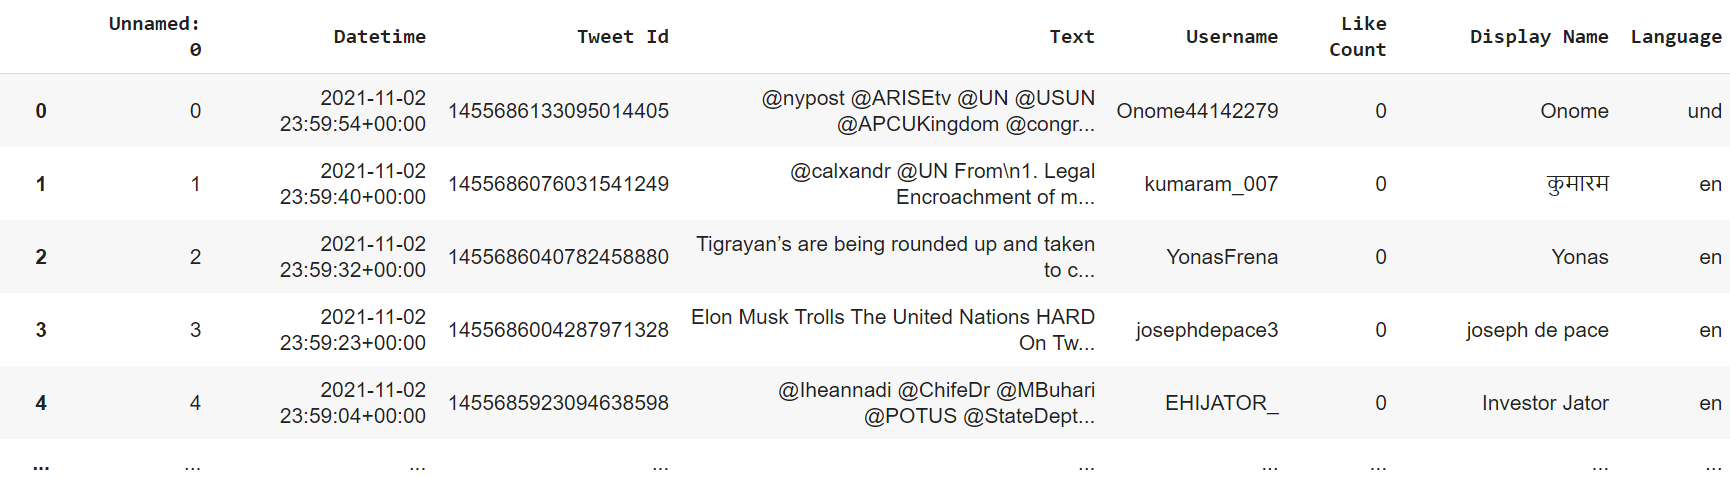 Unnamed: 0 Datetime Tweet Id Text Username Like Count Display Name Language
0 0 2021-11-02 23:59:54+00:00 1455686133095014405 @nypost @ARISEtv @UN @USUN @APCUKingdom @congr... Onome44142279 0 Onome und
1 1 2021-11-02 23:59:40+00:00 1455686076031541249 @calxandr @UN From\n1. Legal Encroachment of m... kumaram_007 0 कुमारम en
2 2 2021-11-02 23:59:32+00:00 1455686040782458880 Tigrayan’s are being rounded up and taken to c... YonasFrena 0 Yonas en
3 3 2021-11-02 23:59:23+00:00 1455686004287971328 Elon Musk Trolls The United Nations HARD On Tw... josephdepace3 0 joseph de pace en
4 4 2021-11-02 23:59:04+00:00 1455685923094638598 @Iheannadi @ChifeDr @MBuhari @POTUS @StateDept... EHIJATOR_ 0 Investor Jator en
... ... ... ... ... ... ... ... ...